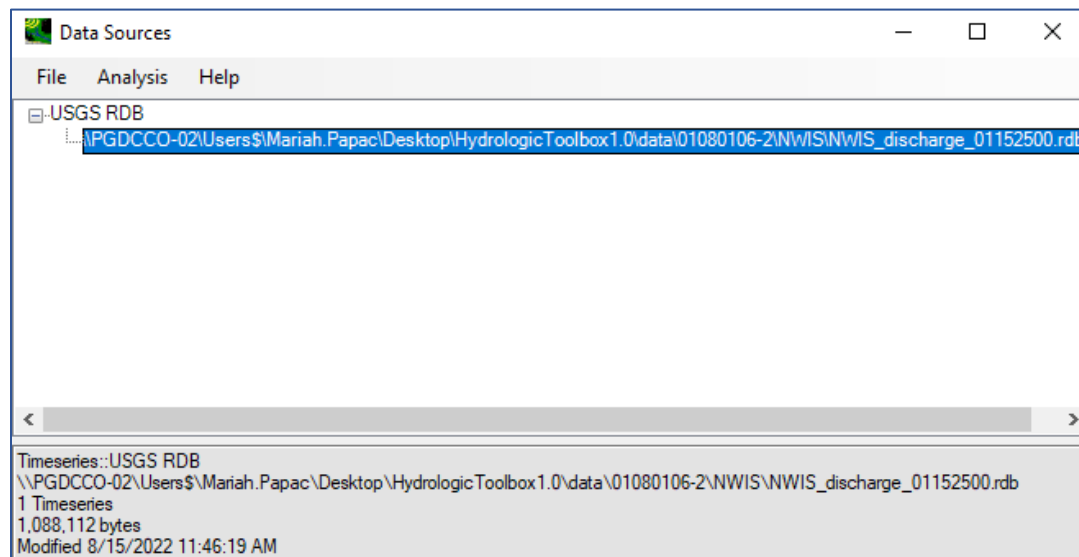 Data Sources
File Analysis Help
USGS RDB
\\PGDCCO-02\Users$\Mariah.Papac\Desktop\HydrologicToolbox1.0\data\01080106-2\NWIS\NWIS_discharge_01152500.rdb
Timeseries::USGS RDB
\\PGDCCO-02\Users$\Mariah.Papac\Desktop\HydrologicToolbox1.0\data\01080106-2\NWIS\NWIS_discharge_01152500.rdb
1 Timeseries
1,088,112 bytes
Modified 8/15/2022 11:46:19 AM